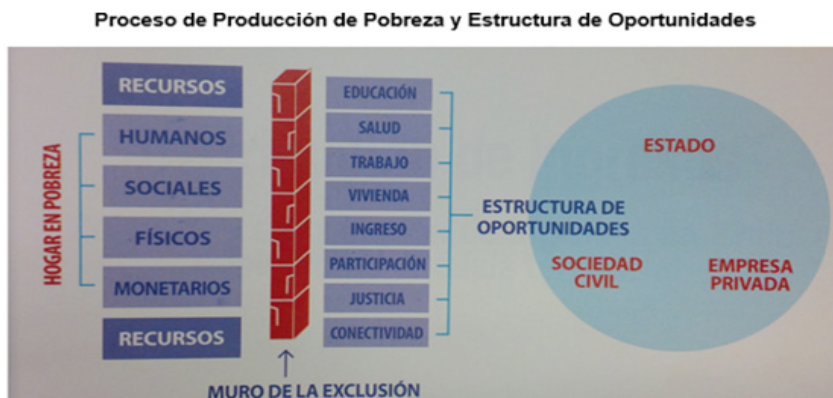 Proceso de Producción de Pobreza y Estructura de Oportunidades
HOGAR EN POBREZA
RECURSOS
HUMANOS
SOCIALES
FÍSICOS
MONETARIOS
RECURSOS
MURO DE LA EXCLUSIÓN
EDUCACIÓN
SALUD
TRABAJO
VIVIENDA
INGRESO
PARTICIPACIÓN
JUSTICIA
CONECTIVIDAD
ESTRUCTURA DE
OPORTUNIDADES
ESTADO
SOCIEDAD
CIVIL
EMPRESA
PRIVADA